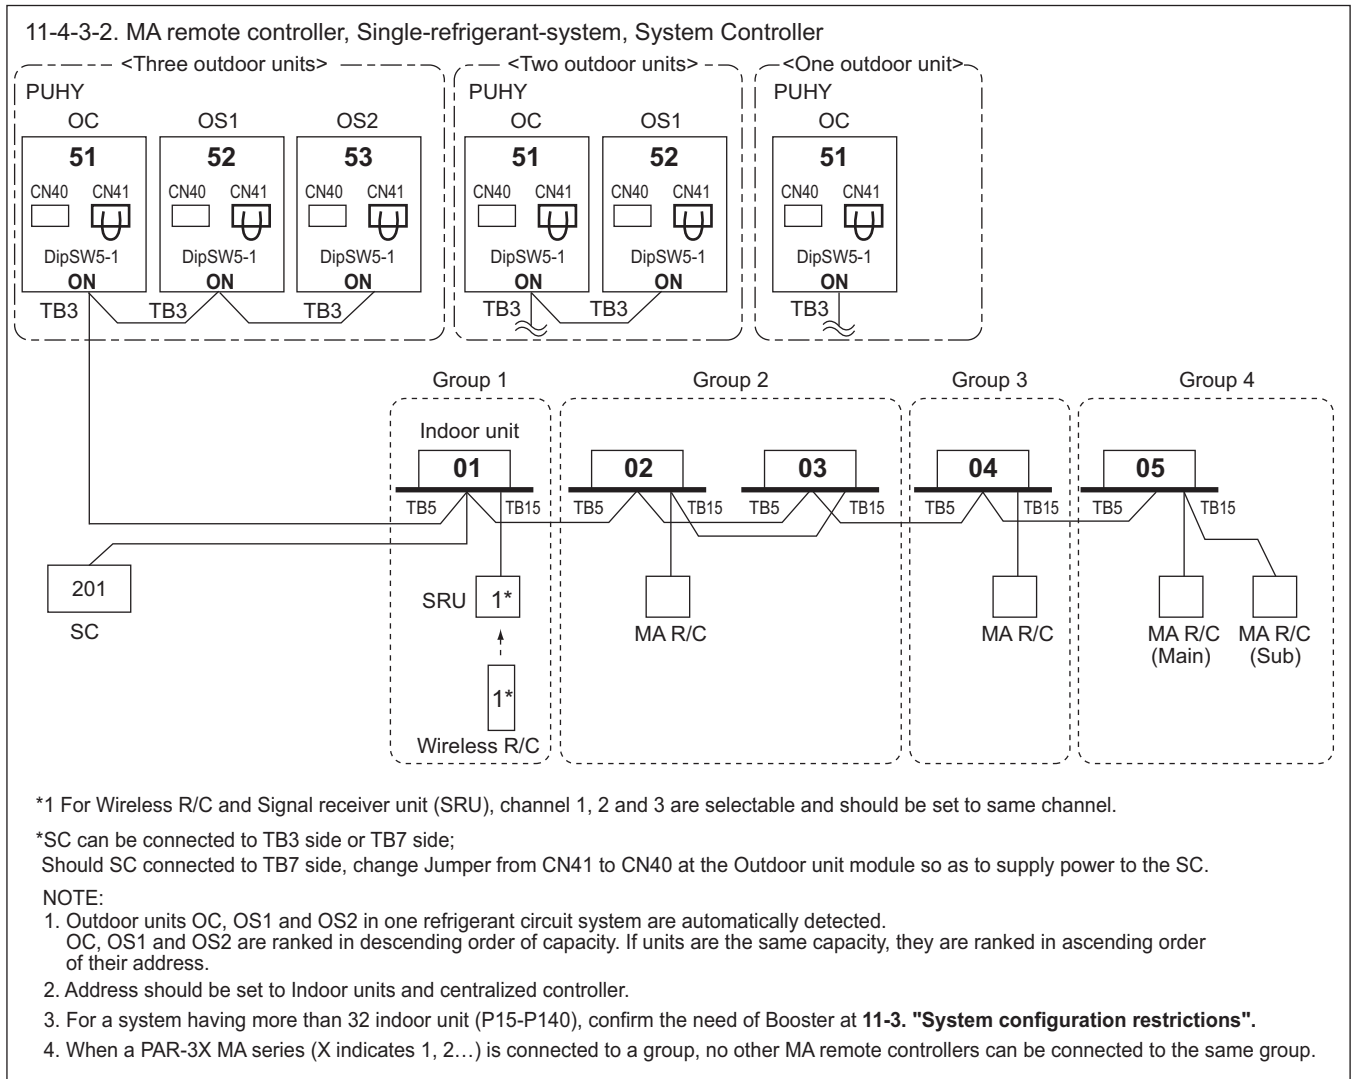 11-4-3-2. MA remote controller, Single-refrigerant-system, System Controller
<Three outdoor units> <Two outdoor units> <One outdoor unit>
PUHY PUHY PUHY
OC OS1 OS2 OC OS1 OC
51 52 53 51 52 51
CN40 CN41 CN40 CN41 CN40 CN41 CN40 CN41 CN40 CN41 CN40 CN41
DipSW5-1 DipSW5-1 DipSW5-1 DipSW5-1 DipSW5-1 DipSW5-1
ON ON ON ON ON ON
TB3 TB3 TB3 TB3 TB3 TB3
Group 1 Group 2 Group 3 Group 4
Indoor unit
01 02 03 04 05
TB5 TB15 TB5 TB15 TB5 TB15 TB5 TB15 TB5 TB15
201
SC
SRU 1*
MA R/C MA R/C MA R/C MA R/C
(Main) (Sub)
1*
Wireless R/C
*1 For Wireless R/C and Signal receiver unit (SRU), channel 1, 2 and 3 are selectable and should be set to same channel.
*SC can be connected to TB3 side or TB7 side;
Should SC connected to TB7 side, change Jumper from CN41 to CN40 at the Outdoor unit module so as to supply power to the SC.
NOTE:
1. Outdoor units OC, OS1 and OS2 in one refrigerant circuit system are automatically detected.
OC, OS1 and OS2 are ranked in descending order of capacity. If units are the same capacity, they are ranked in ascending order
of their address.
2. Address should be set to Indoor units and centralized controller.
3. For a system having more than 32 indoor unit (P15-P140), confirm the need of Booster at 11-3. "System configuration restrictions".
4. When a PAR-3X MA series (X indicates 1, 2…) is connected to a group, no other MA remote controllers can be connected to the same group.